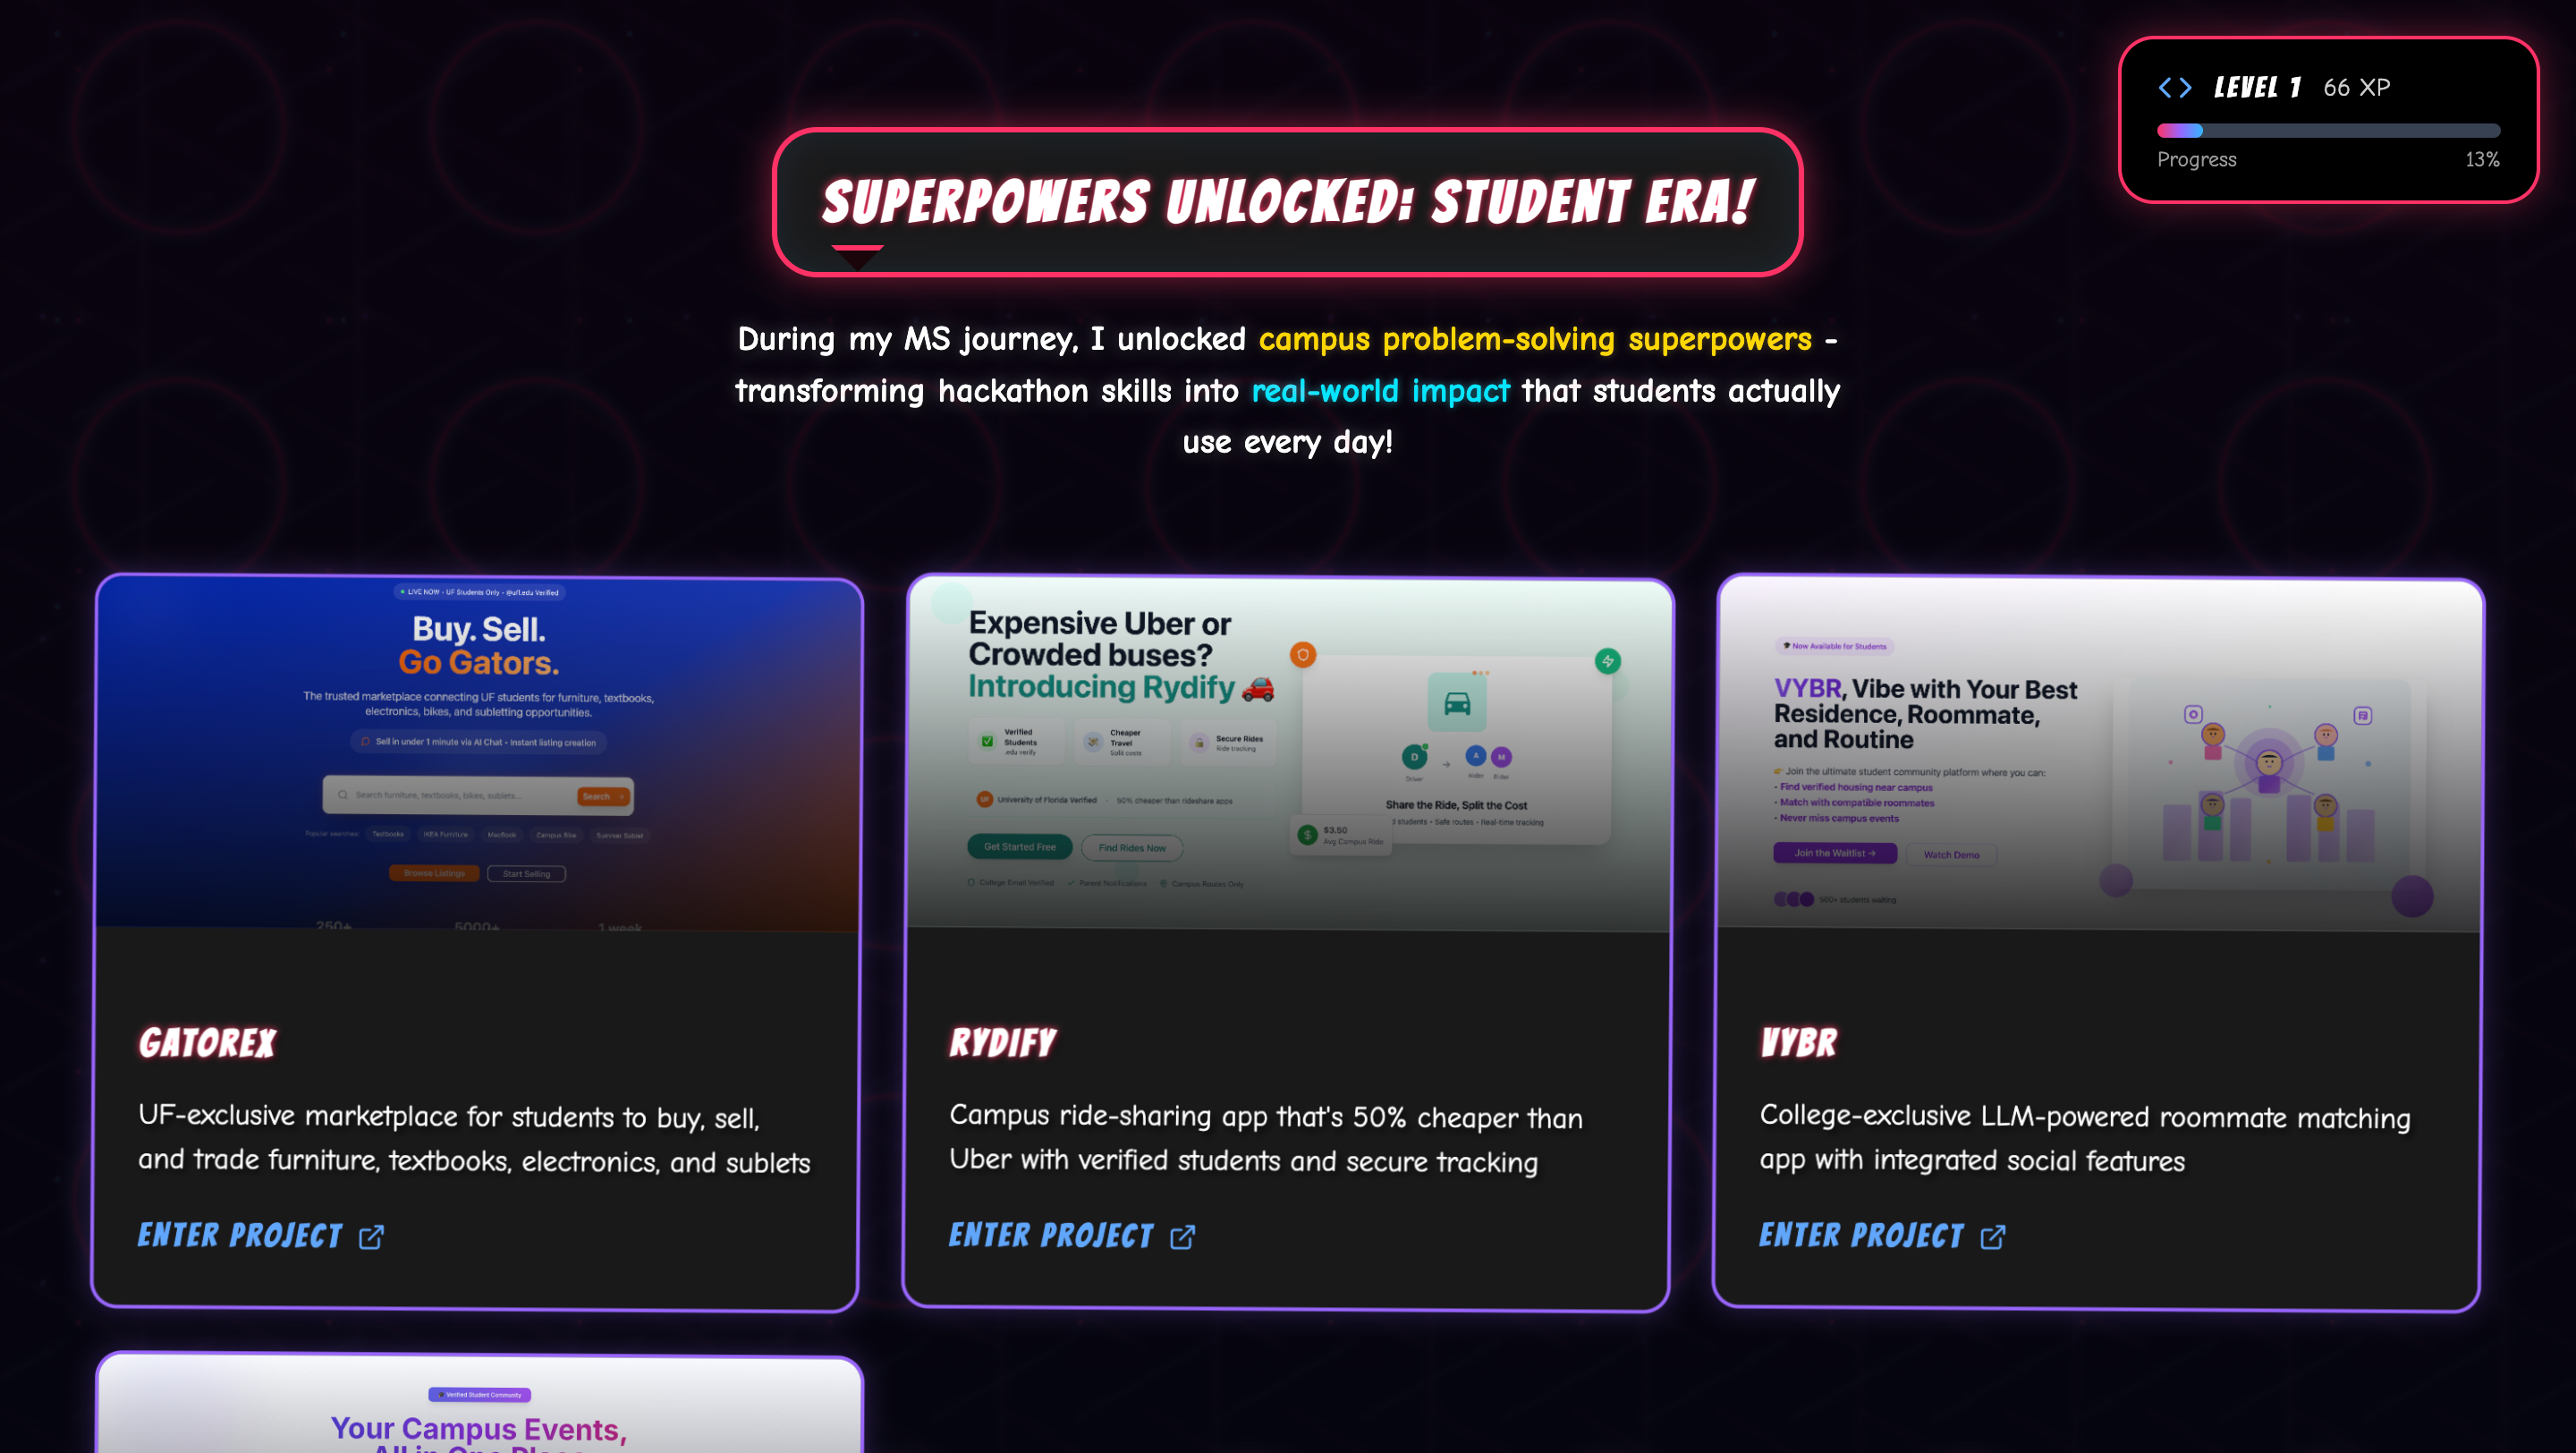 LEVEL 1 66 XP
Progress 13%
SUPERPOWERS UNLOCKED: STUDENT ERA!
During my MS journey, I unlocked campus problem-solving superpowers -
transforming hackathon skills into real-world impact that students actually
use every day!
LIVE NOW - UF Students Only - @ufl.edu Verified
Buy. Sell.
Go Gators.
The trusted marketplace connecting UF students for furniture, textbooks,
electronics, bikes, and subletting opportunities.
Sell in under 1 minute via AI Chat - Instant listing creation
Search furniture, textbooks, bikes, sublets...
Search →
Popular searches: Textbooks IKEA Furniture MacBook Campus Bike Summer Sublet
Browse Listings Start Selling
250+ 5000+ 1 week
GATOREX
UF-exclusive marketplace for students to buy, sell,
and trade furniture, textbooks, electronics, and sublets
ENTER PROJECT
Expensive Uber or
Crowded buses?
Introducing Rydify
Verified
Students
.edu verify
Cheaper
Travel
Split costs
Secure Rides
Ride tracking
UF University of Florida Verified · 50% cheaper than rideshare apps
Get Started Free Find Rides Now
College Email Verified Parent Notifications Campus Routes Only
D → A M
Driver Rider Rider
Share the Ride, Split the Cost
d students • Safe routes • Real-time tracking
$ $3.50
Avg Campus Ride
RYDIFY
Campus ride-sharing app that's 50% cheaper than
Uber with verified students and secure tracking
ENTER PROJECT
Now Available for Students
VYBR, Vibe with Your Best
Residence, Roommate,
and Routine
Join the ultimate student community platform where you can:
• Find verified housing near campus
• Match with compatible roommates
• Never miss campus events
Join the Waitlist → Watch Demo
500+ students waiting
VYBR
College-exclusive LLM-powered roommate matching
app with integrated social features
ENTER PROJECT
Verified Student Community
Your Campus Events,
All in One Place